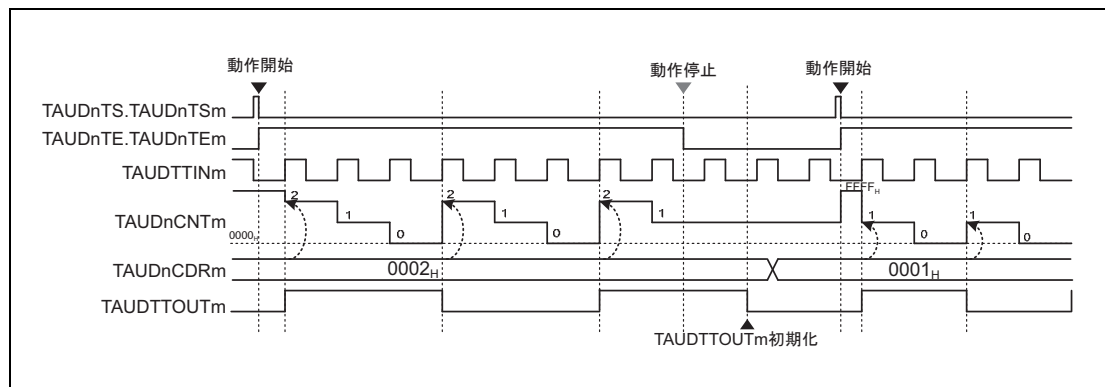 動作開始 動作停止 動作開始
TAUDnTS.TAUDnTSm
TAUDnTE.TAUDnTEm
TAUDTTINm
FFFFH
TAUDnCNTm 2 1 0 2 1 0 2 1 1 0 1 0
0000H
TAUDnCDRm 0002H 0001H
TAUDTTOUTm
TAUDTTOUTm初期化